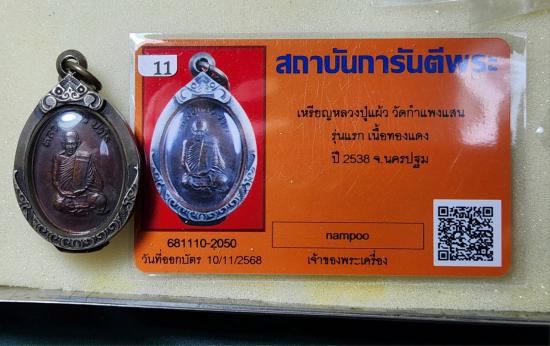 11
สถาบันการันตีพระ
เหรียญหลวงปู่แผ้ว วัดกำแพงแสน
รุ่นแรก เนื้อทองแดง
ปี 2538 จ.นครปฐม
nampoo
681110-2050
วันที่ออกบัตร 10/11/2568
เจ้าของพระเครื่อง